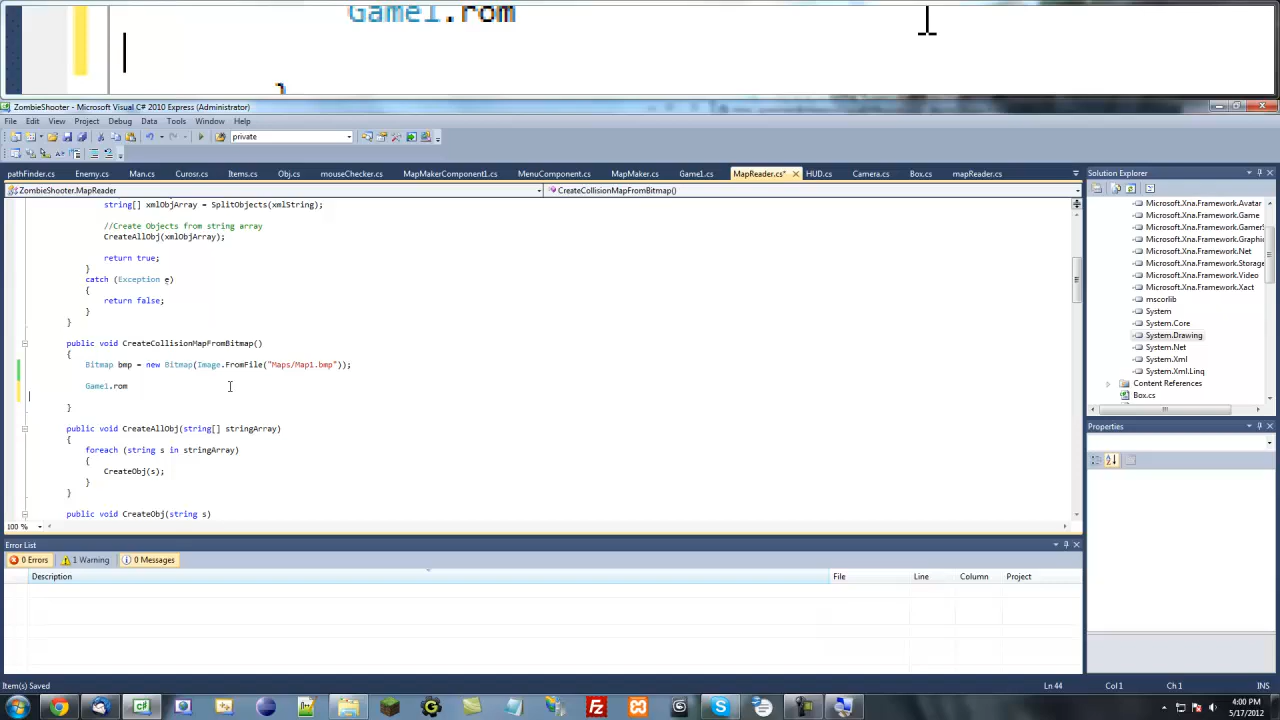 Game1.rom
ZombieShooter - Microsoft Visual C# 2010 Express (Administrator)
File Edit View Project Debug Data Tools Window Help
private
pathFinder.cs Enemy.cs Man.cs Curosr.cs Items.cs Obj.cs mouseChecker.cs MapMakerComponent1.cs MenuComponent.cs MapMaker.cs Game1.cs MapReader.cs* HUD.cs Camera.cs Box.cs mapReader.cs
Solution Explorer
ZombieShooter.MapReader
CreateCollisionMapFromBitmap()
string[] xmlObjArray = SplitObjects(xmlString);
//Create Objects from string array
CreateAllObj(xmlObjArray);
return true;
}
catch (Exception e)
{
return false;
}
}
public void CreateCollisionMapFromBitmap()
{
Bitmap bmp = new Bitmap(Image.FromFile("Maps/Map1.bmp"));
Game1.rom
}
public void CreateAllObj(string[] stringArray)
{
foreach (string s in stringArray)
{
CreateObj(s);
}
}
public void CreateObj(string s)
100 %
Microsoft.Xna.Framework.Avatar
Microsoft.Xna.Framework.Game
Microsoft.Xna.Framework.GamerS
Microsoft.Xna.Framework.Graphic
Microsoft.Xna.Framework.Net
Microsoft.Xna.Framework.Storage
Microsoft.Xna.Framework.Video
Microsoft.Xna.Framework.Xact
mscorlib
System
System.Core
System.Drawing
System.Net
System.Xml
System.Xml.Linq
Content References
Box.cs
Properties
Error List
0 Errors 1 Warning 0 Messages
Description File Line Column Project
Item(s) Saved Ln 44 Col 1 Ch 1 INS
4:00 PM
5/17/2012